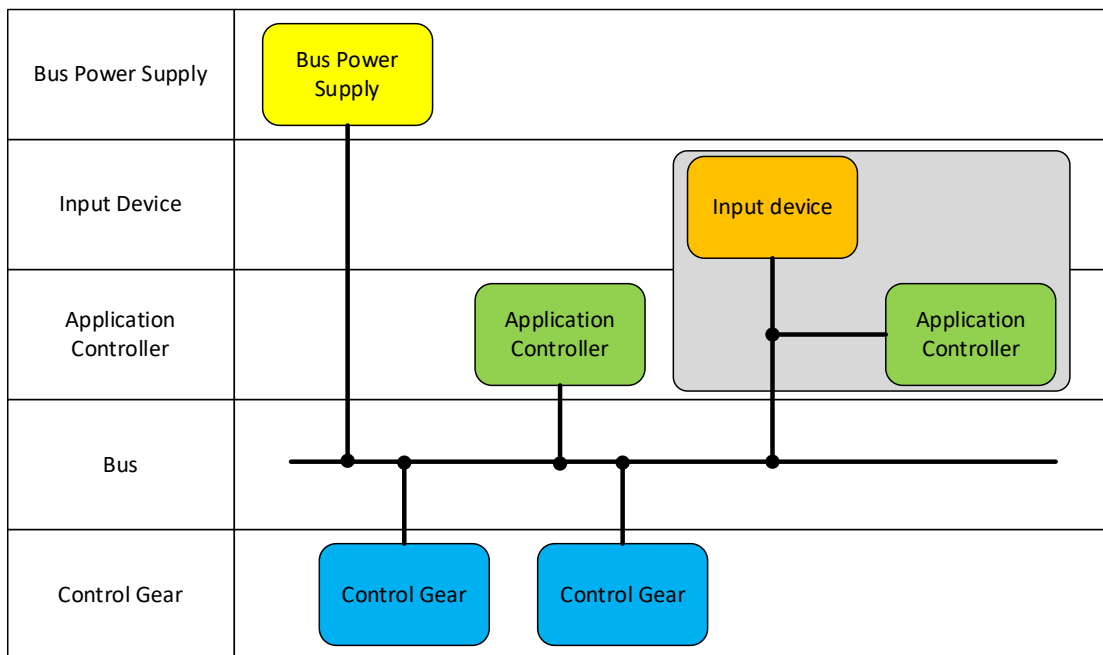 Bus Power Supply
Bus Power
Supply
Input Device
Input device
Application
Controller
Application
Controller
Application
Controller
Bus
Control Gear
Control Gear
Control Gear